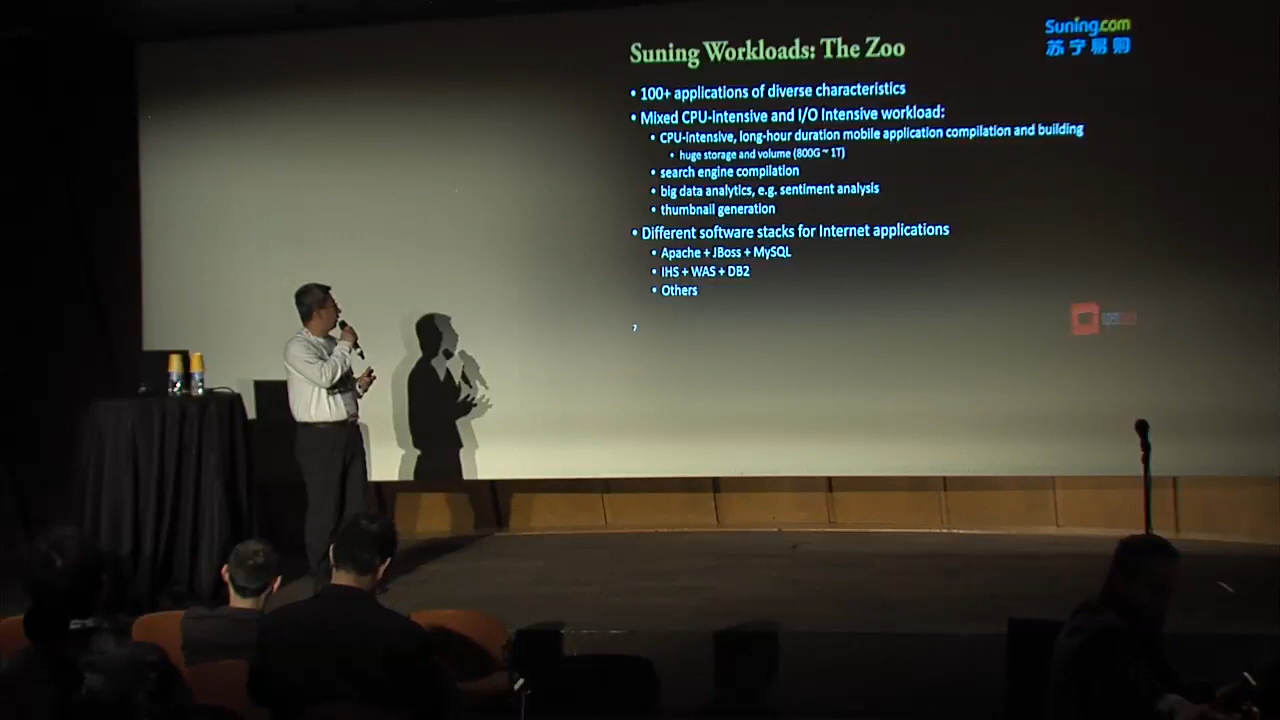 Suning.com
苏宁易购
Suning Workloads: The Zoo
• 100+ applications of diverse characteristics
• Mixed CPU-intensive and I/O Intensive workload:
• CPU-intensive, long-hour duration mobile application compilation and building
• huge storage and volume (800G ~ 1T)
• search engine compilation
• big data analytics, e.g. sentiment analysis
• thumbnail generation
• Different software stacks for Internet applications
• Apache + JBoss + MySQL
• IHS + WAS + DB2
• Others
,